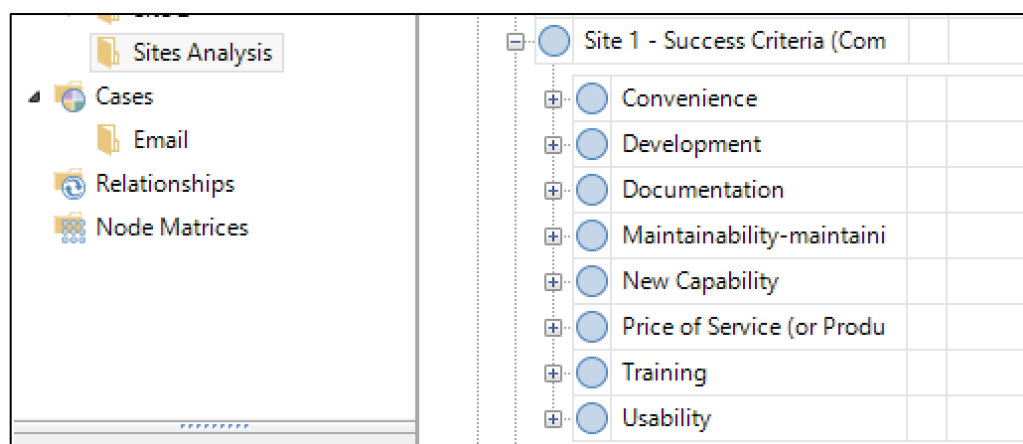 Sites Analysis
Cases
Email
Relationships
Node Matrices
Site 1 - Success Criteria (Com
Convenience
Development
Documentation
Maintainability-maintaini
New Capability
Price of Service (or Produ
Training
Usability